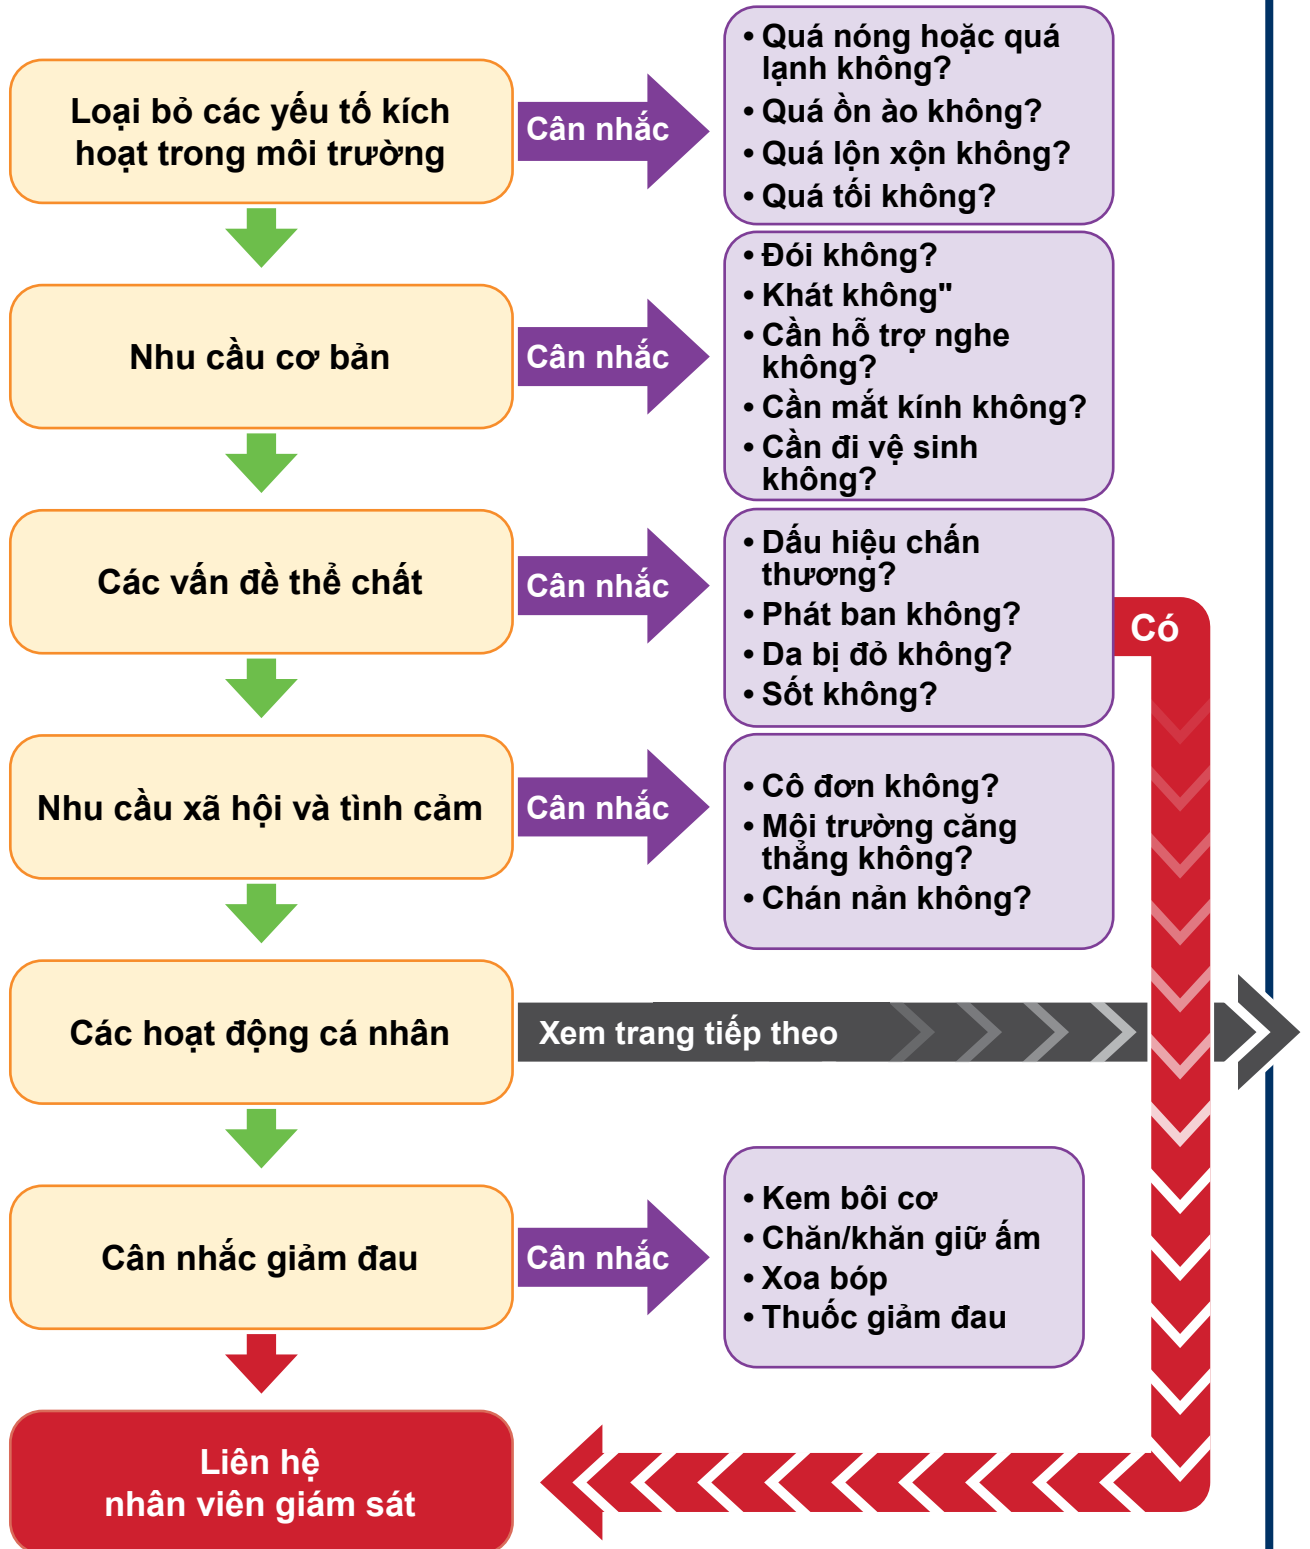 Loại bỏ các yếu tố kích
hoạt trong môi trường
Cân nhắc
• Quá nóng hoặc quá
lạnh không?
• Quá ồn ào không?
• Quá lộn xộn không?
• Quá tối không?
Nhu cầu cơ bản
Cân nhắc
• Đói không?
• Khát không"
• Cần hỗ trợ nghe
không?
• Cần mắt kính không?
• Cần đi vệ sinh
không?
Các vấn đề thể chất
Cân nhắc
• Dấu hiệu chấn
thương?
• Phát ban không?
• Da bị đỏ không?
• Sốt không?
Có
Nhu cầu xã hội và tình cảm
Cân nhắc
• Cô đơn không?
• Môi trường căng
thẳng không?
• Chán nản không?
Các hoạt động cá nhân
Xem trang tiếp theo
Cân nhắc giảm đau
Cân nhắc
• Kem bôi cơ
• Chăn/khăn giữ ấm
• Xoa bóp
• Thuốc giảm đau
Liên hệ
nhân viên giám sát